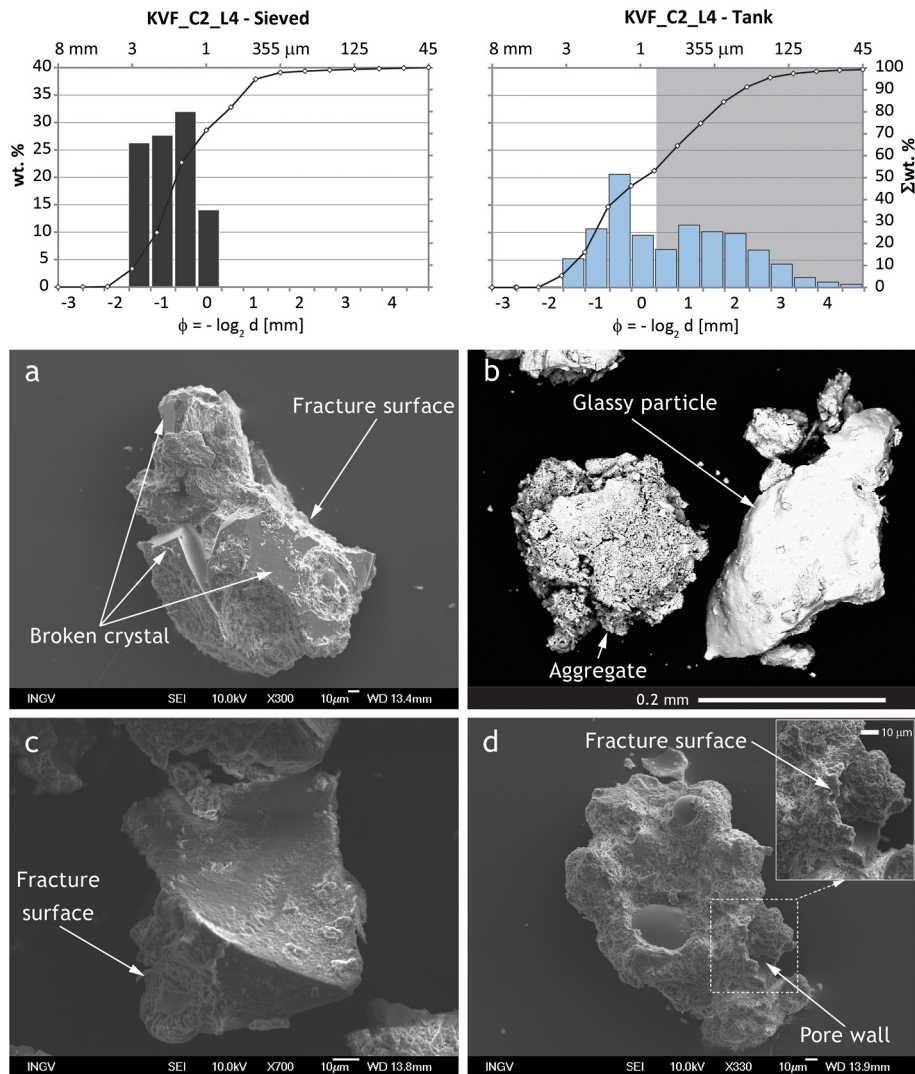 KVF_C2_L4 - Sieved
8 mm 3 1 355 µm 125 45
40
35
30
25
20
15
10
5
0
wt. %
-3 -2 -1 0 1 2 3 4
ϕ = - log₂ d [mm]
KVF_C2_L4 - Tank
8 mm 3 1 355 µm 125 45
100
90
80
70
60
50
40
30
20
10
0
Σwt. %
-3 -2 -1 0 1 2 3 4
ϕ = - log₂ d [mm]
a
Fracture surface
Broken crystal
INGV SEI 10.0kV X300 10µm WD 13.4mm
b
Glassy particle
Aggregate
0.2 mm
c
Fracture
surface
INGV SEI 10.0kV X700 10µm WD 13.8mm
d
Fracture surface
10 µm
Pore wall
INGV SEI 10.0kV X330 10µm WD 13.9mm